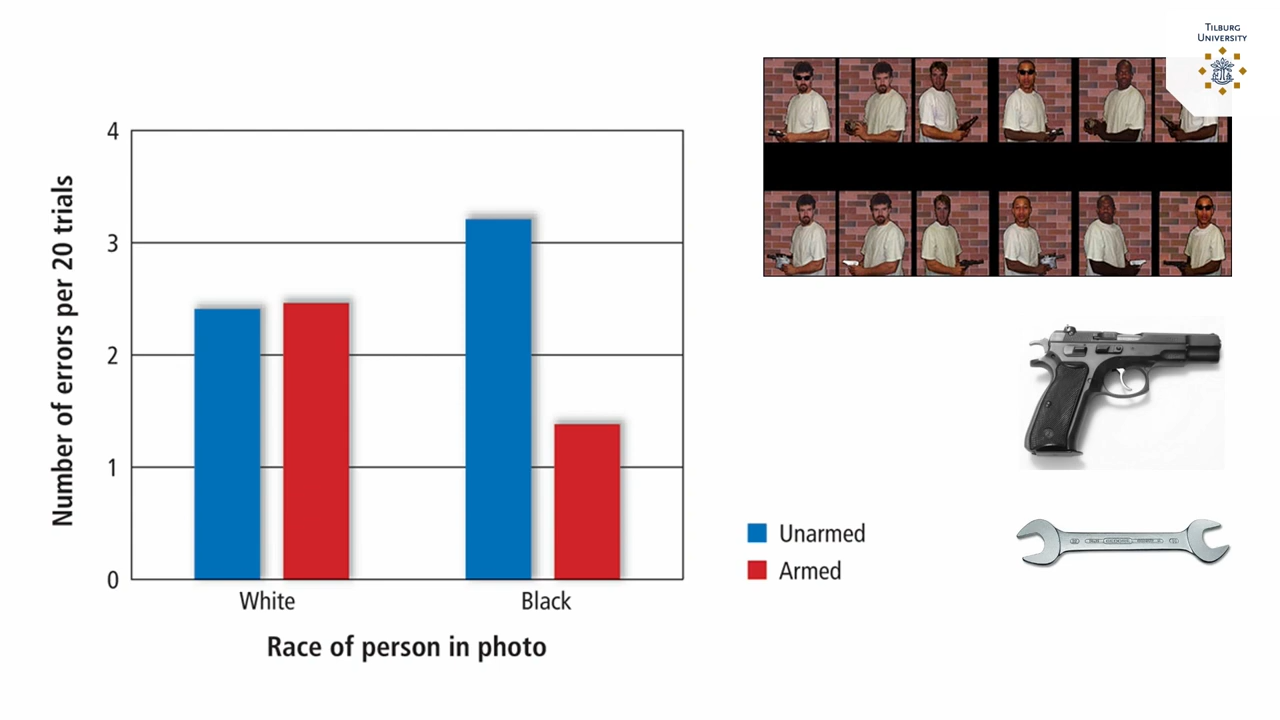 TILBURG
UNIVERSITY
Number of errors per 20 trials
4
3
2
1
0
White
Black
Race of person in photo
Unarmed
Armed